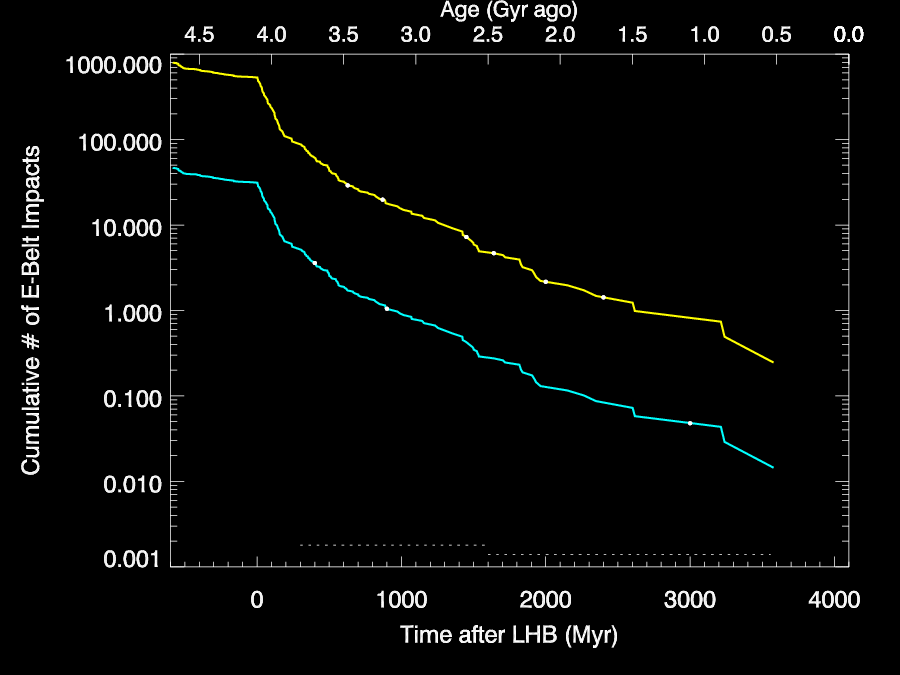 Age (Gyr ago)
4.5 4.0 3.5 3.0 2.5 2.0 1.5 1.0 0.5 0.0
1000.000
100.000
10.000
1.000
0.100
0.010
0.001
Cumulative # of E-Belt Impacts
0 1000 2000 3000 4000
Time after LHB (Myr)